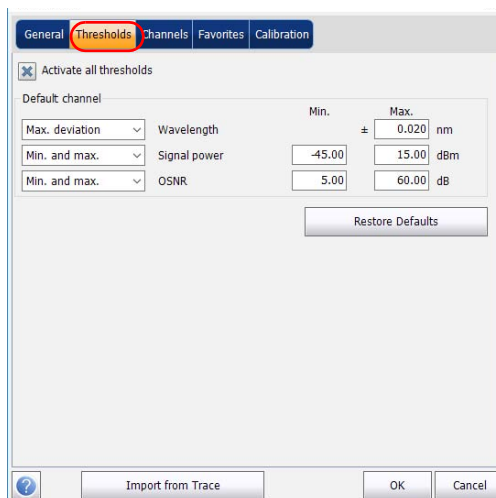 General Thresholds Channels Favorites Calibration
Activate all thresholds
Default channel
Min. Max.
Max. deviation Wavelength ± 0.020 nm
Min. and max. Signal power -45.00 15.00 dBm
Min. and max. OSNR 5.00 60.00 dB
Restore Defaults
? Import from Trace OK Cancel